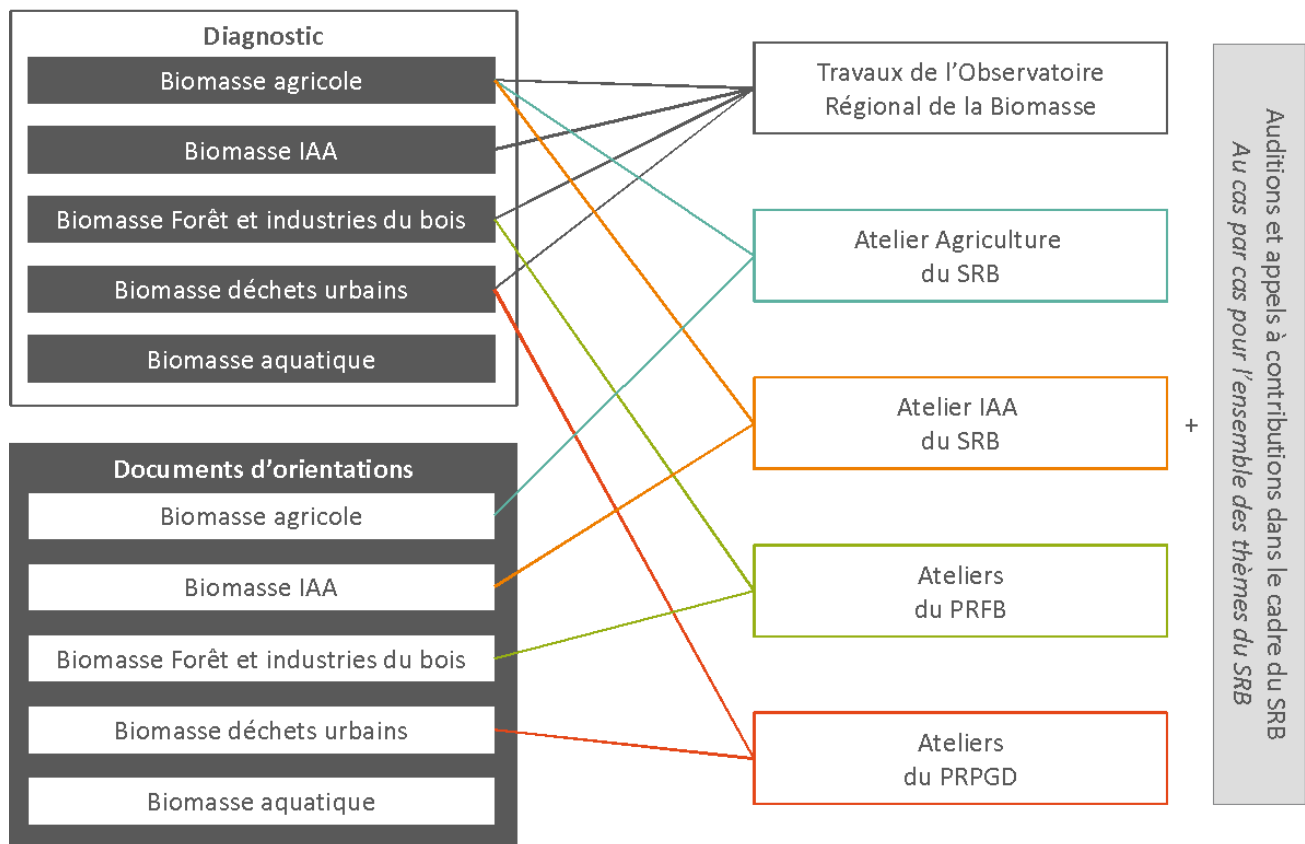 Diagnostic
Biomasse agricole
Biomasse IAA
Biomasse Forêt et industries du bois
Biomasse déchets urbains
Biomasse aquatique
Documents d’orientations
Biomasse agricole
Biomasse IAA
Biomasse Forêt et industries du bois
Biomasse déchets urbains
Biomasse aquatique
Travaux de l’Observatoire
Régional de la Biomasse
Atelier Agriculture
du SRB
Atelier IAA
du SRB
Ateliers
du PRFB
Ateliers
du PRPGD
+
Auditions et appels à contributions dans le cadre du SRB
Au cas par cas pour l’ensemble des thèmes du SRB